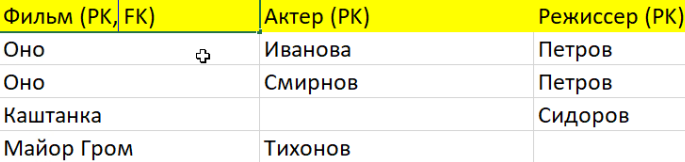 Фильм (PK, FK) Актер (PK) Режиссер (PK)
Оно Иванова Петров
Оно Смирнов Петров
Каштанка Сидоров
Майор Гром Тихонов